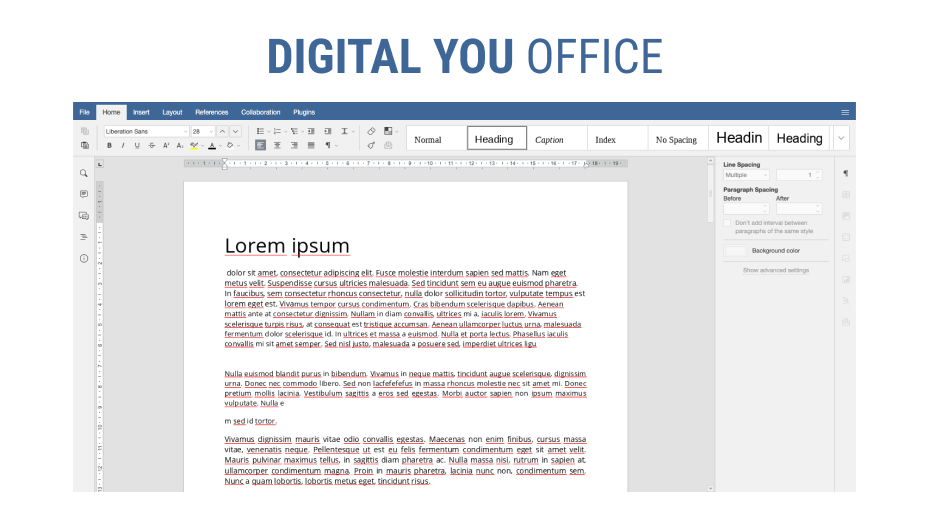 DIGITAL YOU OFFICE
File Home Insert Layout References Collaboration Plugins
Liberation Sans 28
Normal Heading Caption Index No Spacing Headin Heading
Line Spacing
Multiple 1
Paragraph Spacing
Before After
Don't add interval between
paragraphs of the same style
Background color
Show advanced settings
Lorem ipsum
dolor sit amet, consectetur adipiscing elit. Fusce molestie interdum sapien sed mattis. Nam eget
metus velit. Suspendisse cursus ultricies malesuada. Sed tincidunt sem eu augue euismod pharetra.
In faucibus, sem consectetur rhoncus consectetur, nulla dolor sollicitudin tortor, vulputate tempus est
lorem eget est. Vivamus tempor cursus condimentum. Cras bibendum scelerisque dapibus. Aenean
mattis ante at consectetur dignissim. Nullam in diam convallis, ultrices mi a, iaculis lorem. Vivamus
scelerisque turpis risus, at consequat est tristique accumsan. Aenean ullamcorper luctus urna, malesuada
fermentum dolor scelerisque id. In ultrices et massa a euismod. Nulla et porta lectus. Phasellus iaculis
convallis mi sit amet semper. Sed nisl justo, malesuada a posuere sed, imperdiet ultrices ligu
Nulla euismod blandit purus in bibendum. Vivamus in neque mattis, tincidunt augue scelerisque, dignissim
urna. Donec nec commodo libero. Sed non lacfefefefus in massa rhoncus molestie nec sit amet mi. Donec
pretium mollis lacinia. Vestibulum sagittis a eros sed egestas. Morbi auctor sapien non ipsum maximus
vulputate. Nulla e
m sed id tortor.
Vivamus dignissim mauris vitae odio convallis egestas. Maecenas non enim finibus, cursus massa
vitae, venenatis neque. Pellentesque ut est eu felis fermentum condimentum eget sit amet velit.
Mauris pulvinar maximus tellus, in sagittis diam pharetra ac. Nulla massa nisi, rutrum in sapien at,
ullamcorper condimentum magna. Proin in mauris pharetra, lacinia nunc non, condimentum sem.
Nunc a quam lobortis, lobortis metus eget, tincidunt risus.